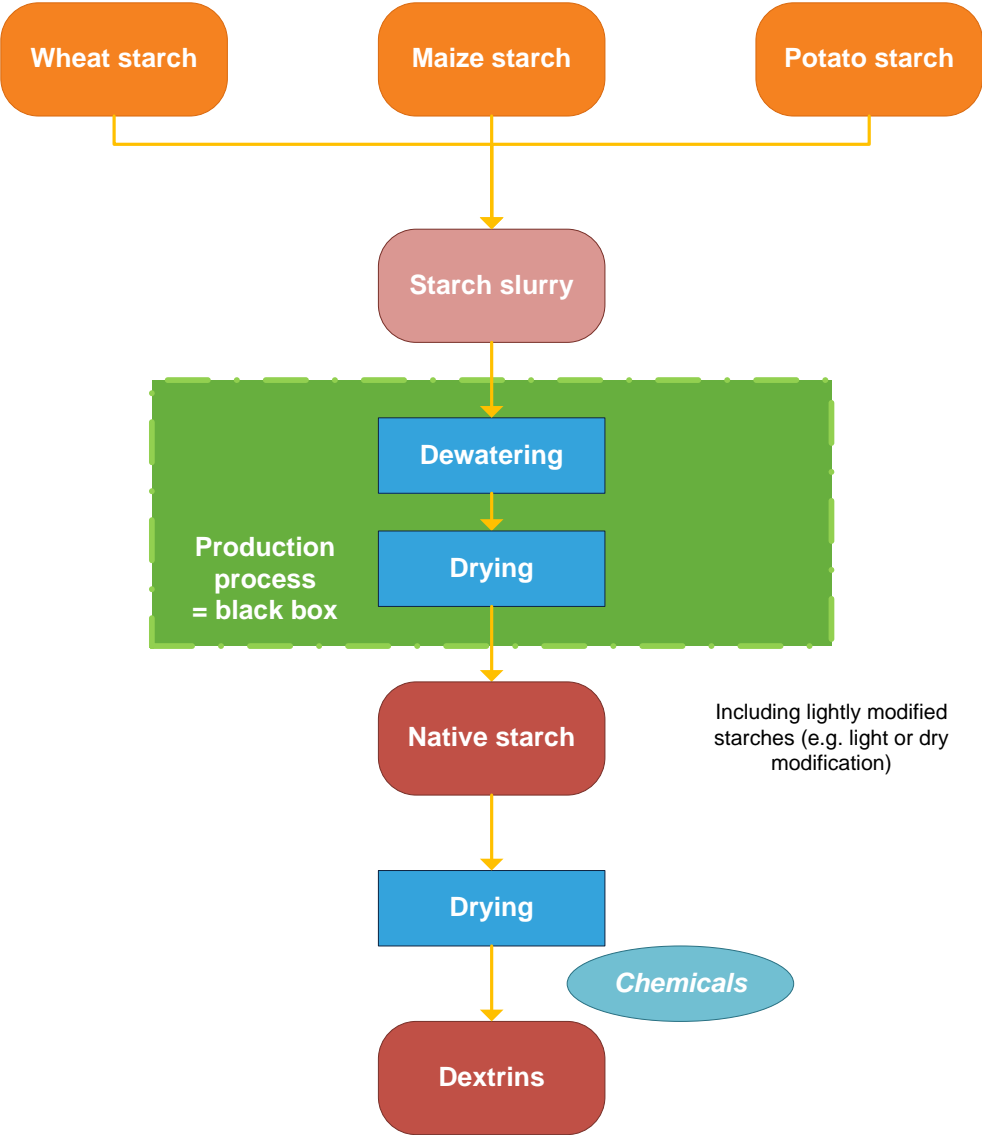 Wheat starch
Maize starch
Potato starch
Starch slurry
Dewatering
Production
process
= black box
Drying
Native starch
Including lightly modified
starches (e.g. light or dry
modification)
Drying
Chemicals
Dextrins